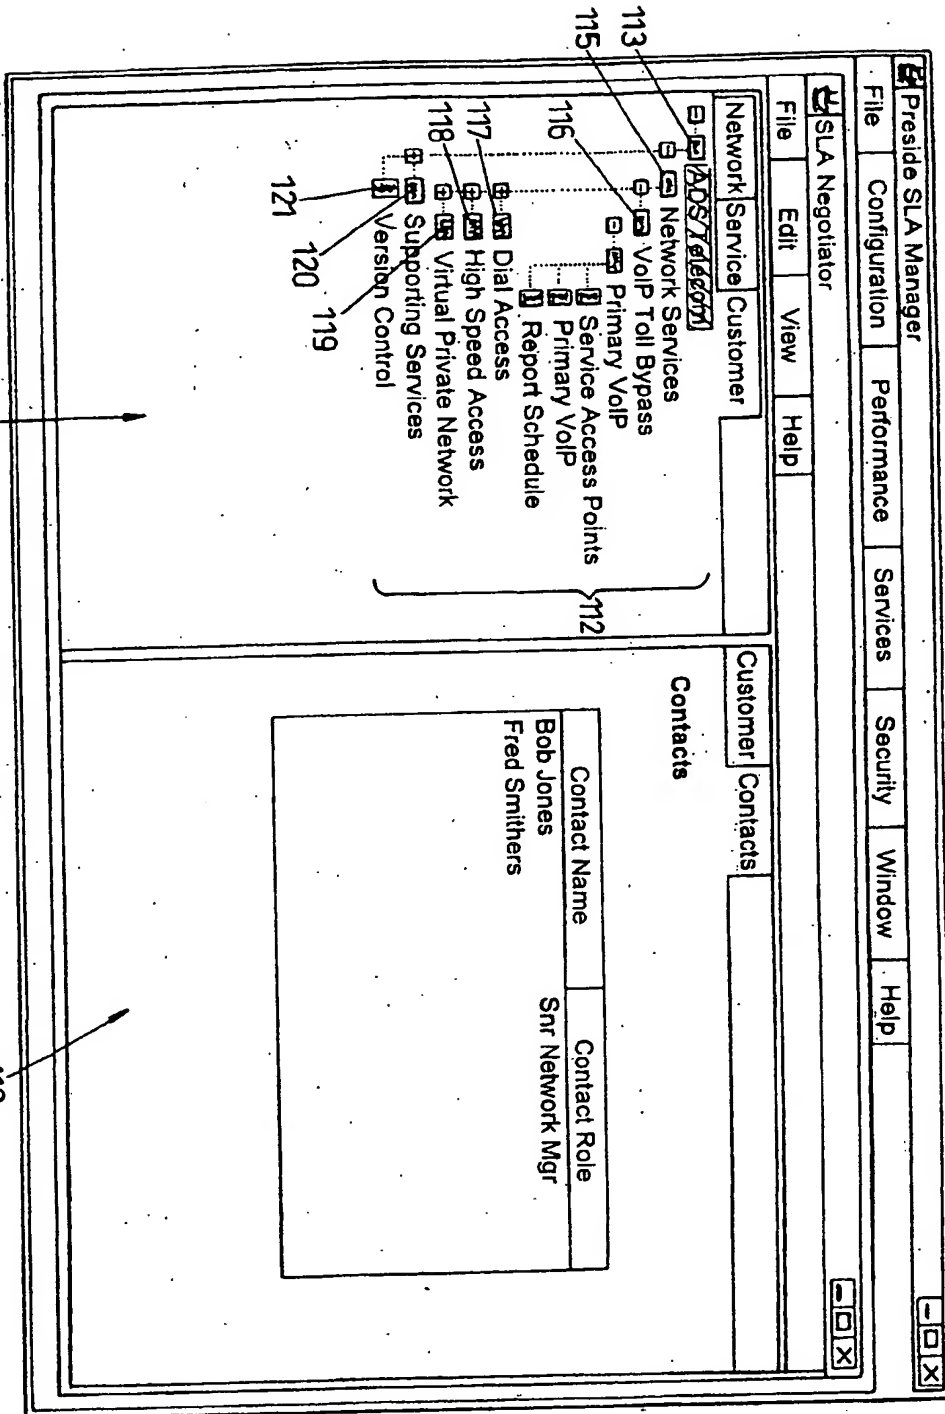 Preside SLA Manager
File Configuration Performance Services Security Window Help
SLA Negotiator
File Edit View Help
Network Service Customer
Customer Contacts
113
AOS/Telecom
115
Network Services
116
VoIP Toll Bypass
Primary VoIP
Service Access Points
Primary VoIP
Report Schedule
112
117
Dial Access
118
High Speed Access
119
Virtual Private Network
120
Supporting Services
121
Version Control
Contacts
Contact Name Contact Role
Bob Jones Snr Network Mgr
Fred Smithers